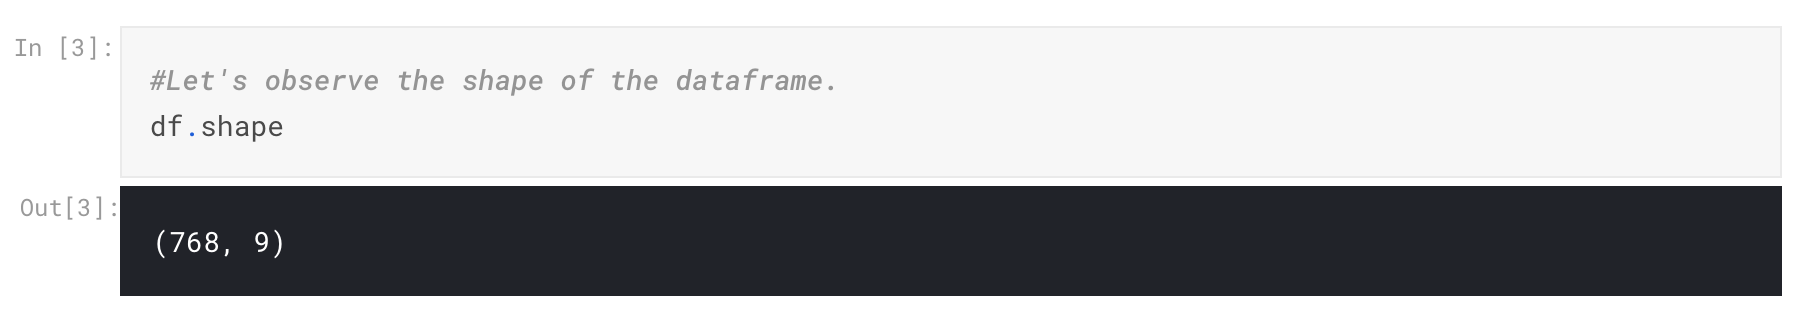 In [3]:
#Let's observe the shape of the dataframe.
df.shape
Out[3]:
(768, 9)